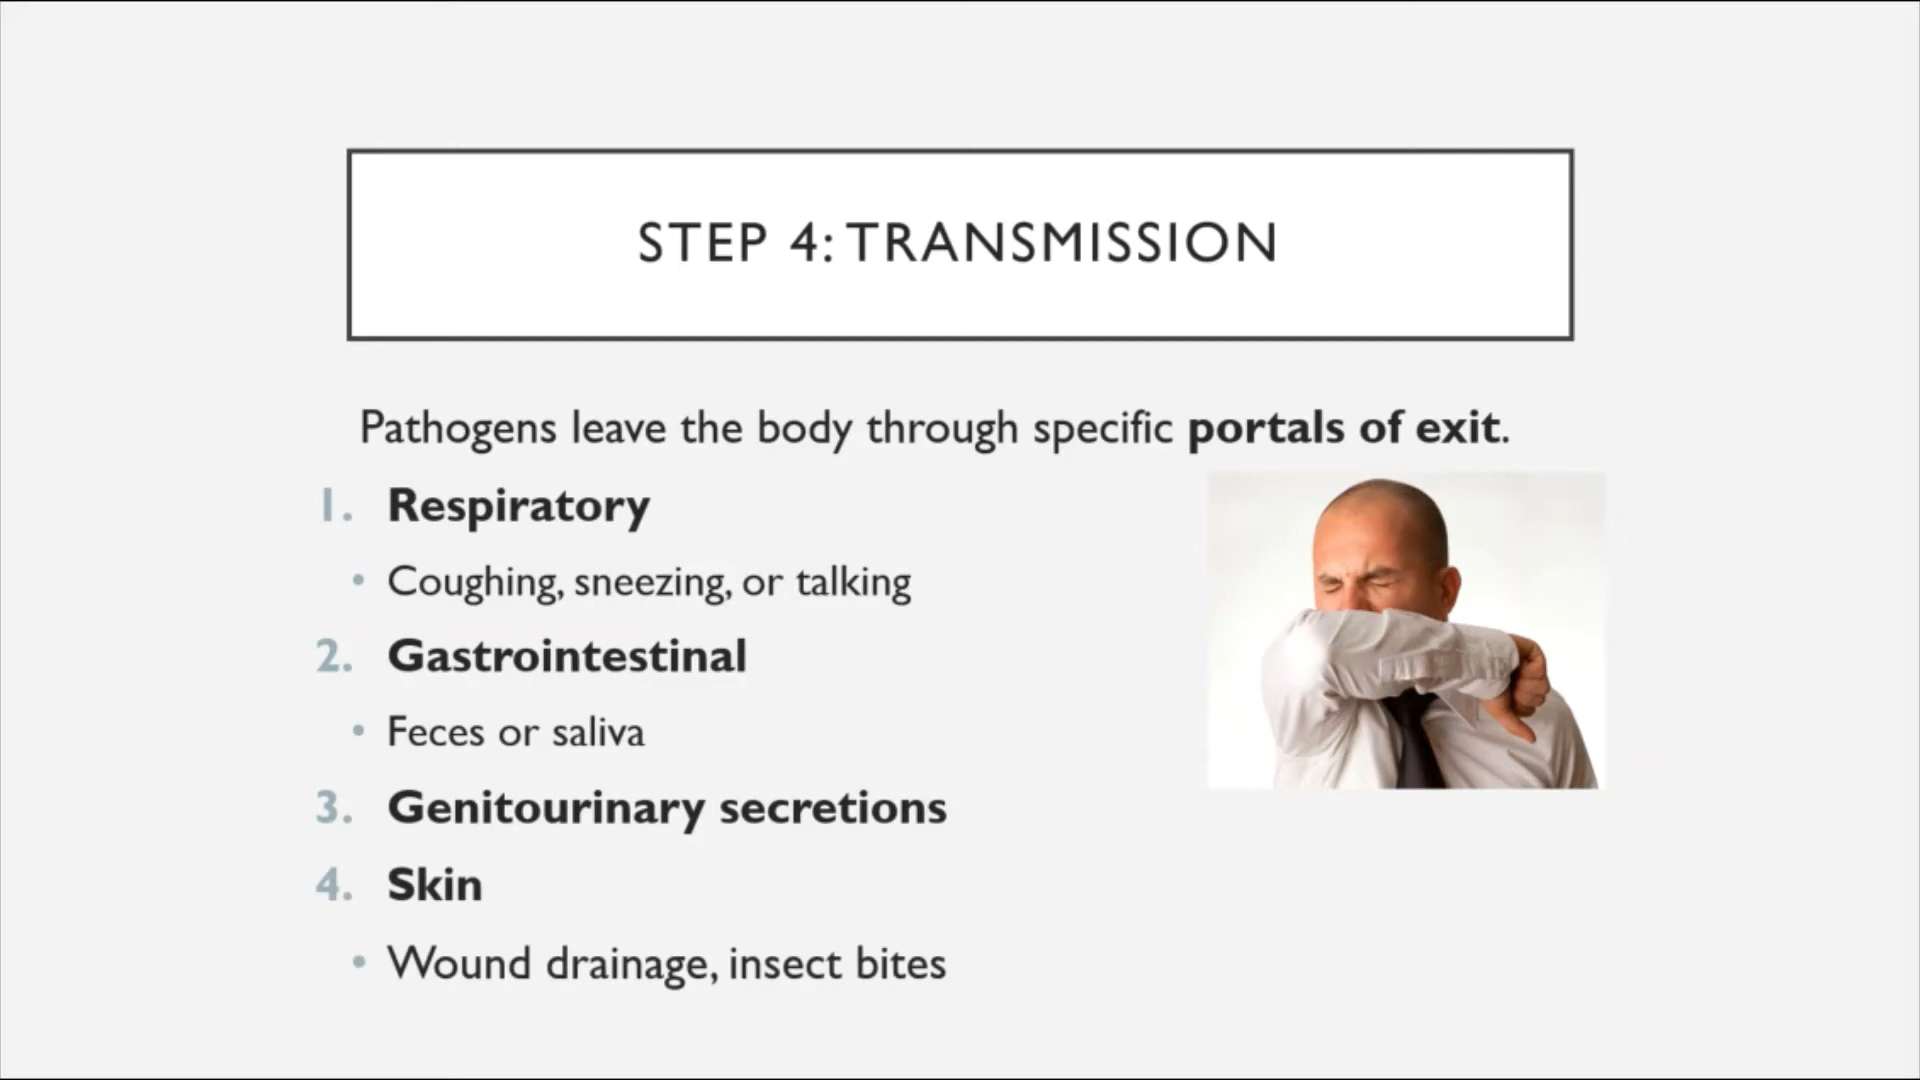 STEP 4: TRANSMISSION
Pathogens leave the body through specific portals of exit.
1. Respiratory
• Coughing, sneezing, or talking
2. Gastrointestinal
• Feces or saliva
3. Genitourinary secretions
4. Skin
• Wound drainage, insect bites